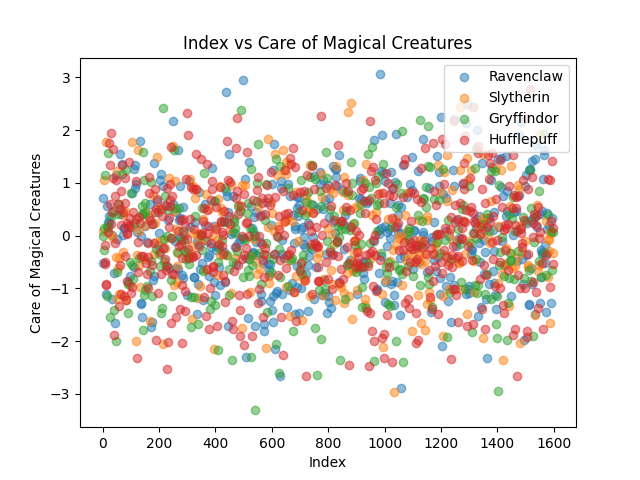 Index vs Care of Magical Creatures
Ravenclaw
Slytherin
Gryffindor
Hufflepuff
3
2
1
0
−1
−2
−3
Care of Magical Creatures
0 200 400 600 800 1000 1200 1400 1600
Index